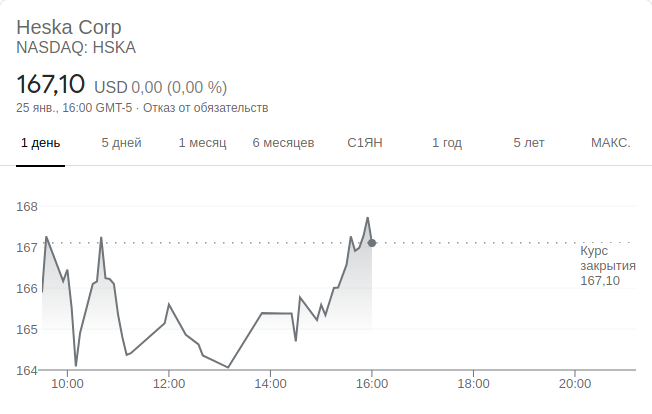 Heska Corp
NASDAQ: HSKA
167,10 USD 0,00 (0,00 %)
25 янв., 16:00 GMT-5 · Отказ от обязательств
1 день 5 дней 1 месяц 6 месяцев С1ЯН 1 год 5 лет МАКС.
168
167
166
165
164
Курс
закрытия
167,10
10:00 12:00 14:00 16:00 18:00 20:00